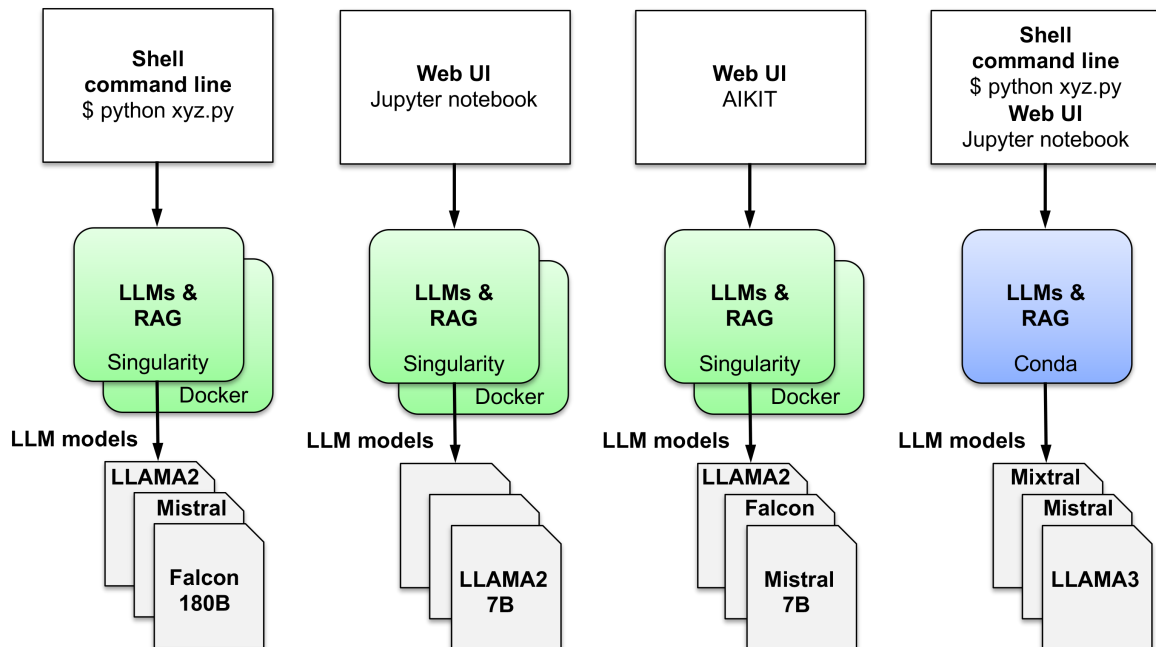 Shell
command line
$ python xyz.py
LLMs &
RAG
Singularity
Docker
LLM models
LLAMA2
Mistral
Falcon
180B
Web UI
Jupyter notebook
LLMs &
RAG
Singularity
Docker
LLM models
LLAMA2
7B
Web UI
AIKIT
LLMs &
RAG
Singularity
Docker
LLM models
LLAMA2
Falcon
Mistral
7B
Shell
command line
$ python xyz.py
Web UI
Jupyter notebook
LLMs &
RAG
Conda
LLM models
Mixtral
Mistral
LLAMA3